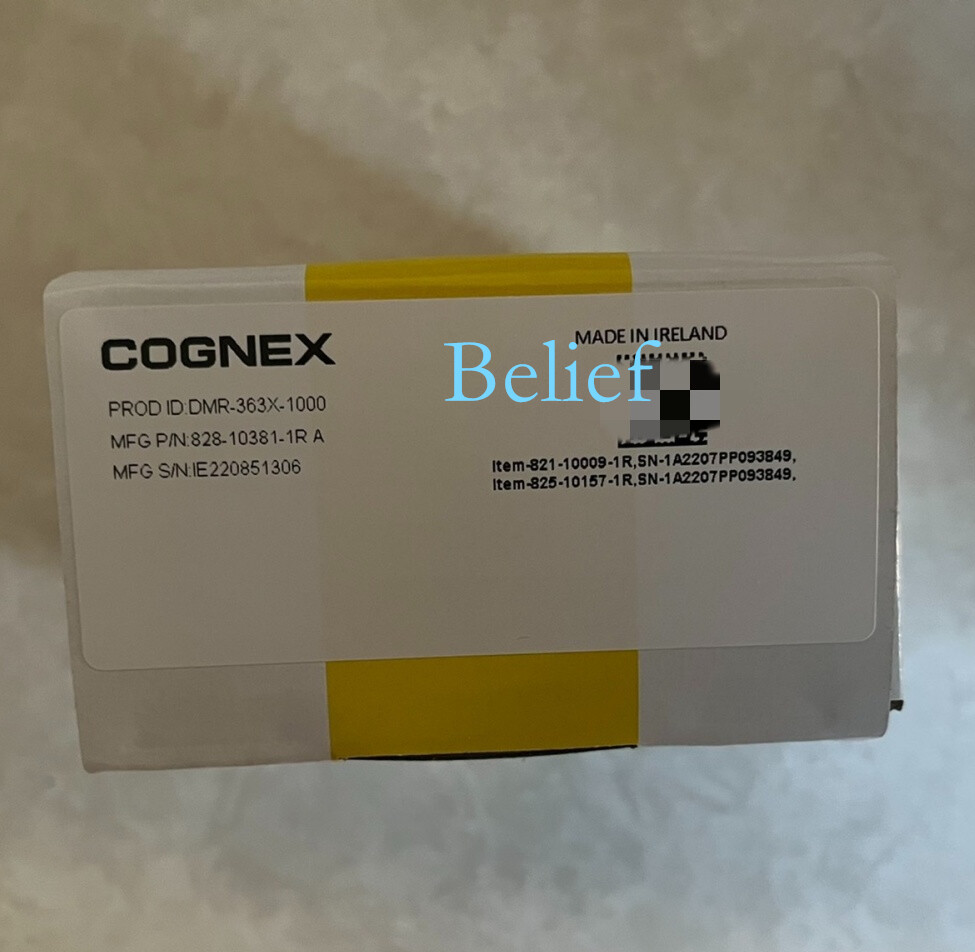 COGNEX
PROD ID:DMR-363X-1000
MFG P/N:828-10381-1R A
MFG S/N:IE220851306
MADE IN IRELAND
Belief
Item-821-10009-1R,SN-1A2207PP093849,
Item-825-10157-1R,SN-1A2207PP093849,